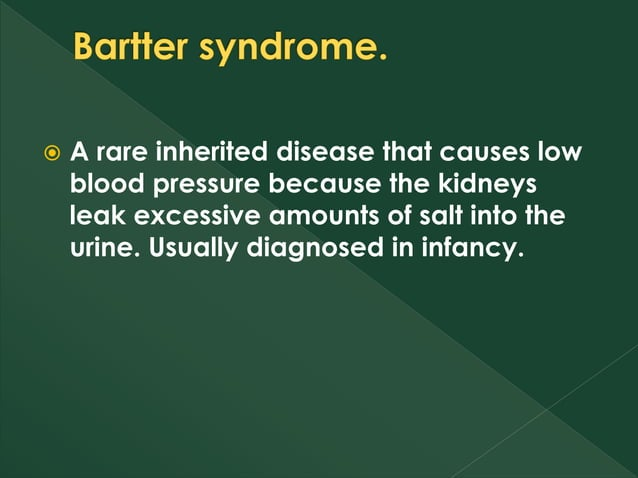 Bartter syndrome.
A rare inherited disease that causes low
blood pressure because the kidneys
leak excessive amounts of salt into the
urine. Usually diagnosed in infancy.